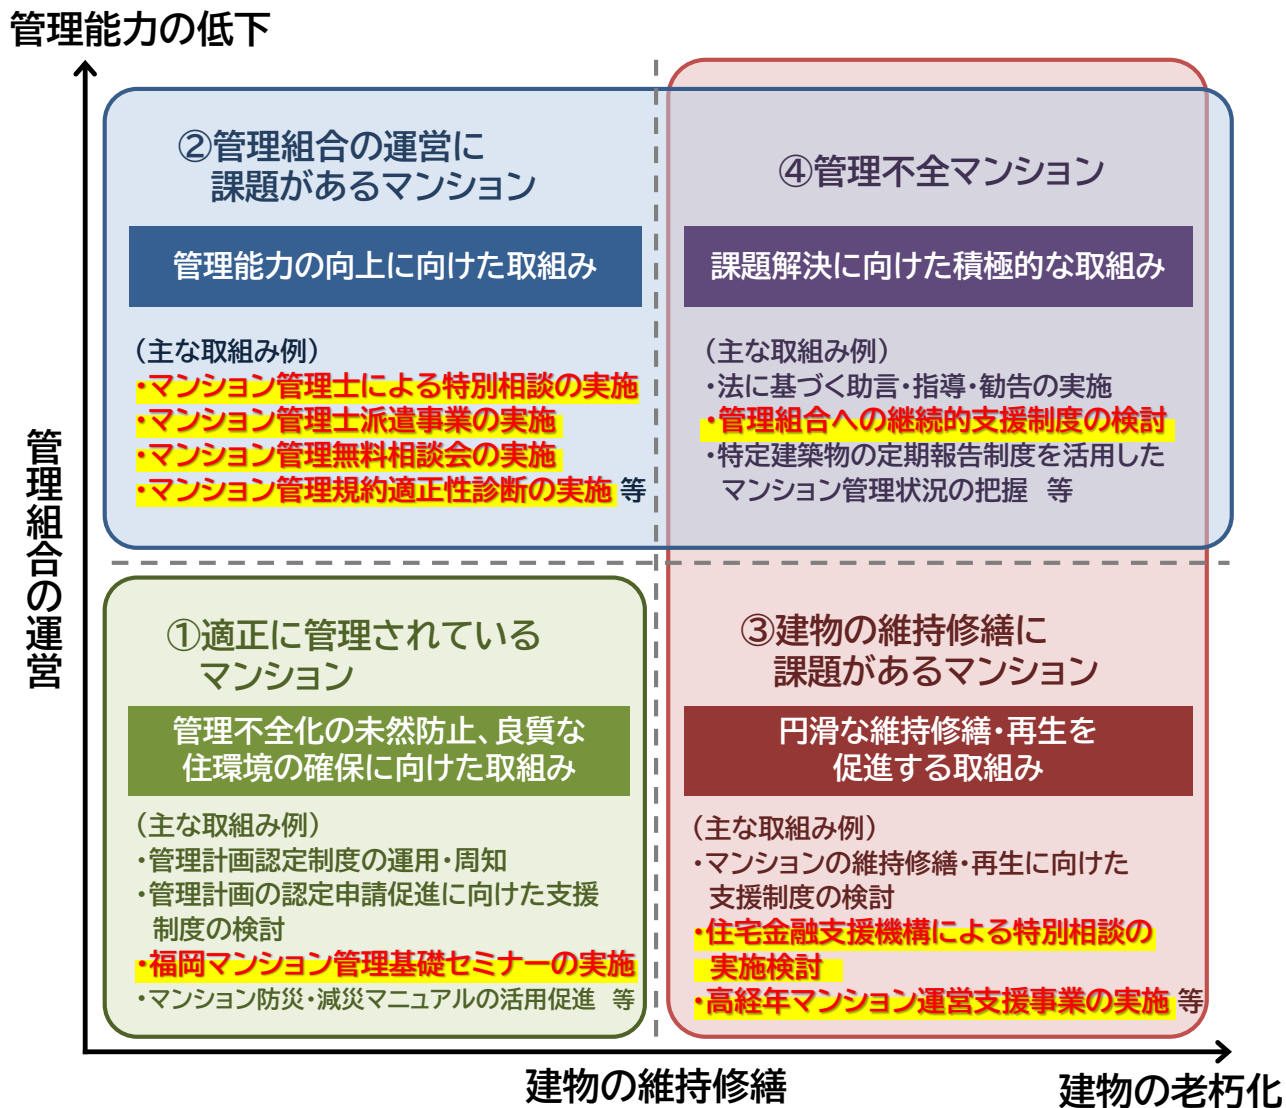 管理能力の低下
管理組合の運営
②管理組合の運営に
課題があるマンション
管理能力の向上に向けた取組み
（主な取組み例）
・マンション管理士による特別相談の実施
・マンション管理士派遣事業の実施
・マンション管理無料相談会の実施
・マンション管理規約適正性診断の実施 等
④管理不全マンション
課題解決に向けた積極的な取組み
（主な取組み例）
・法に基づく助言・指導・勧告の実施
・管理組合への継続的支援制度の検討
・特定建築物の定期報告制度を活用した
マンション管理状況の把握　等
①適正に管理されている
マンション
管理不全化の未然防止、良質な
住環境の確保に向けた取組み
（主な取組み例）
・管理計画認定制度の運用・周知
・管理計画の認定申請促進に向けた支援
制度の検討
・福岡マンション管理基礎セミナーの実施
・マンション防災・減災マニュアルの活用促進　等
③建物の維持修繕に
課題があるマンション
円滑な維持修繕・再生を
促進する取組み
（主な取組み例）
・マンションの維持修繕・再生に向けた
支援制度の検討
・住宅金融支援機構による特別相談の
実施検討
・高経年マンション運営支援事業の実施 等
建物の維持修繕
建物の老朽化